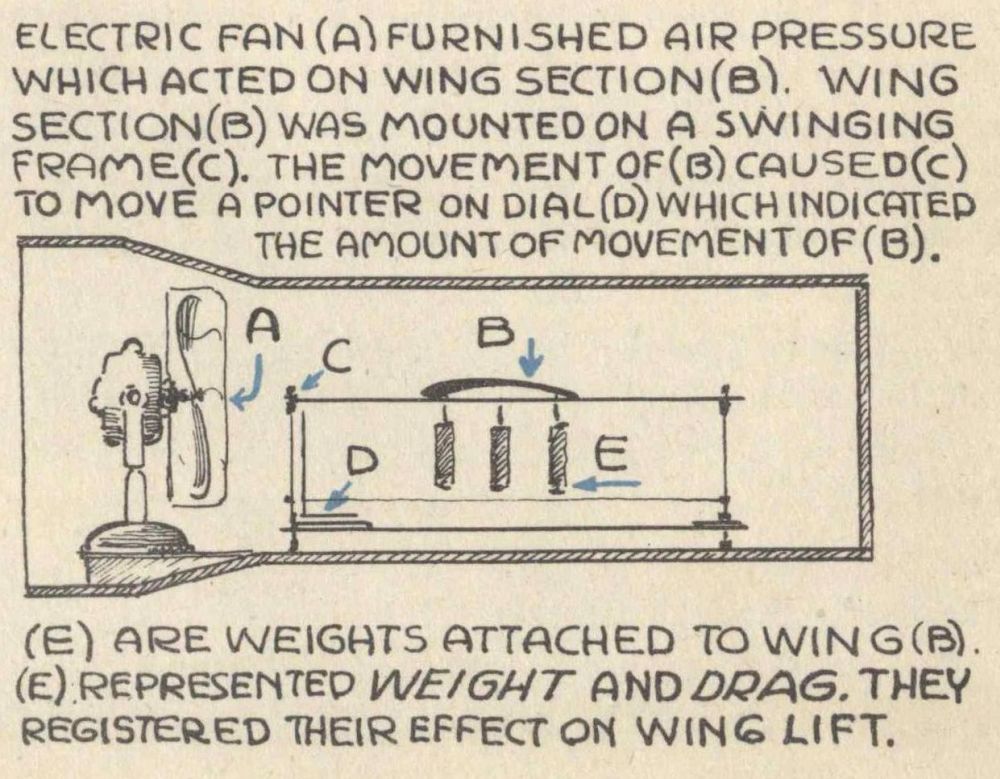 ELECTRIC FAN (A) FURNISHED AIR PRESSURE
WHICH ACTED ON WING SECTION (B). WING
SECTION (B) WAS MOUNTED ON A SWINGING
FRAME (C). THE MOVEMENT OF (B) CAUSED (C)
TO MOVE A POINTER ON DIAL (D) WHICH INDICATED
THE AMOUNT OF MOVEMENT OF (B).
A
B
C
D
E
(E) ARE WEIGHTS ATTACHED TO WING (B).
(E) REPRESENTED WEIGHT AND DRAG. THEY
REGISTERED THEIR EFFECT ON WING LIFT.